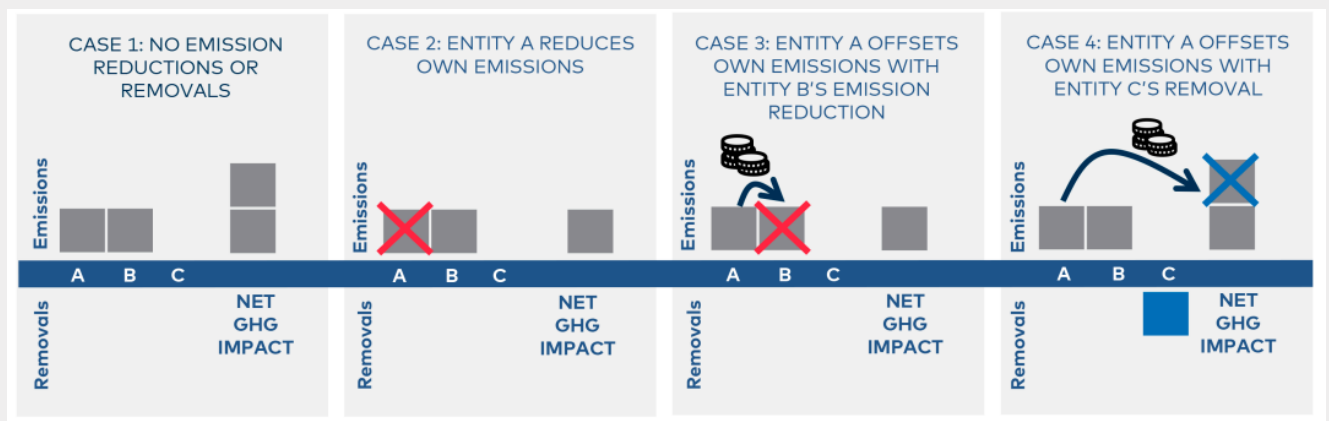 CASE 1: NO EMISSION
REDUCTIONS OR
REMOVALS
Emissions
A B C
Removals
NET
GHG
IMPACT
CASE 2: ENTITY A REDUCES
OWN EMISSIONS
Emissions
A B C
Removals
NET
GHG
IMPACT
CASE 3: ENTITY A OFFSETS
OWN EMISSIONS WITH
ENTITY B'S EMISSION
REDUCTION
Emissions
A B C
Removals
NET
GHG
IMPACT
CASE 4: ENTITY A OFFSETS
OWN EMISSIONS WITH
ENTITY C'S REMOVAL
Emissions
A B C
Removals
NET
GHG
IMPACT